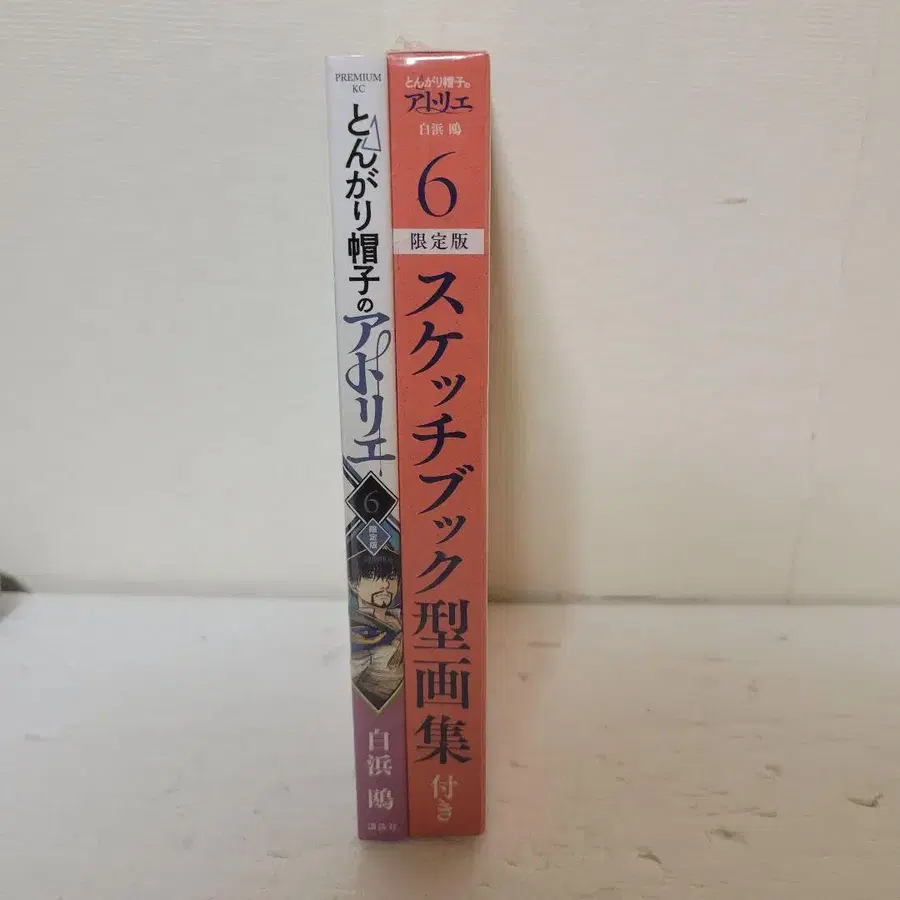 PREMIUM
KC
とんがり帽子の
アトリエ
6
限定版
白浜 鴎
講談社
とんがり帽子の
アトリエ
白浜 鴎
6
限定版
スケッチブック型画集
付き